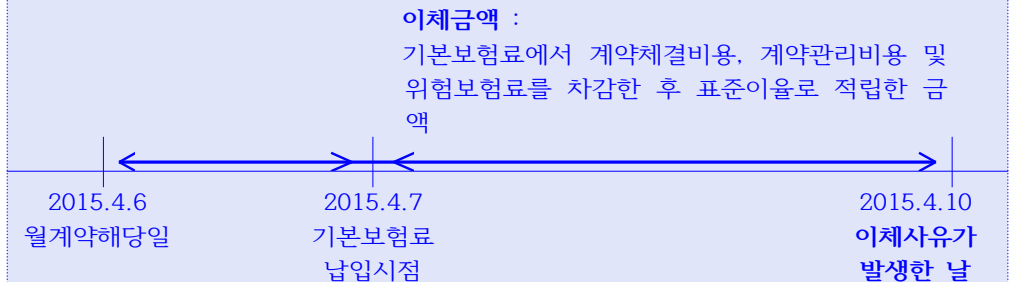 이체금액 :
기본보험료에서 계약체결비용, 계약관리비용 및
위험보험료를 차감한 후 표준이율로 적립한 금
액
2015.4.6 2015.4.7 2015.4.10
월계약해당일 기본보험료 이체사유가
납입시점 발생한 날